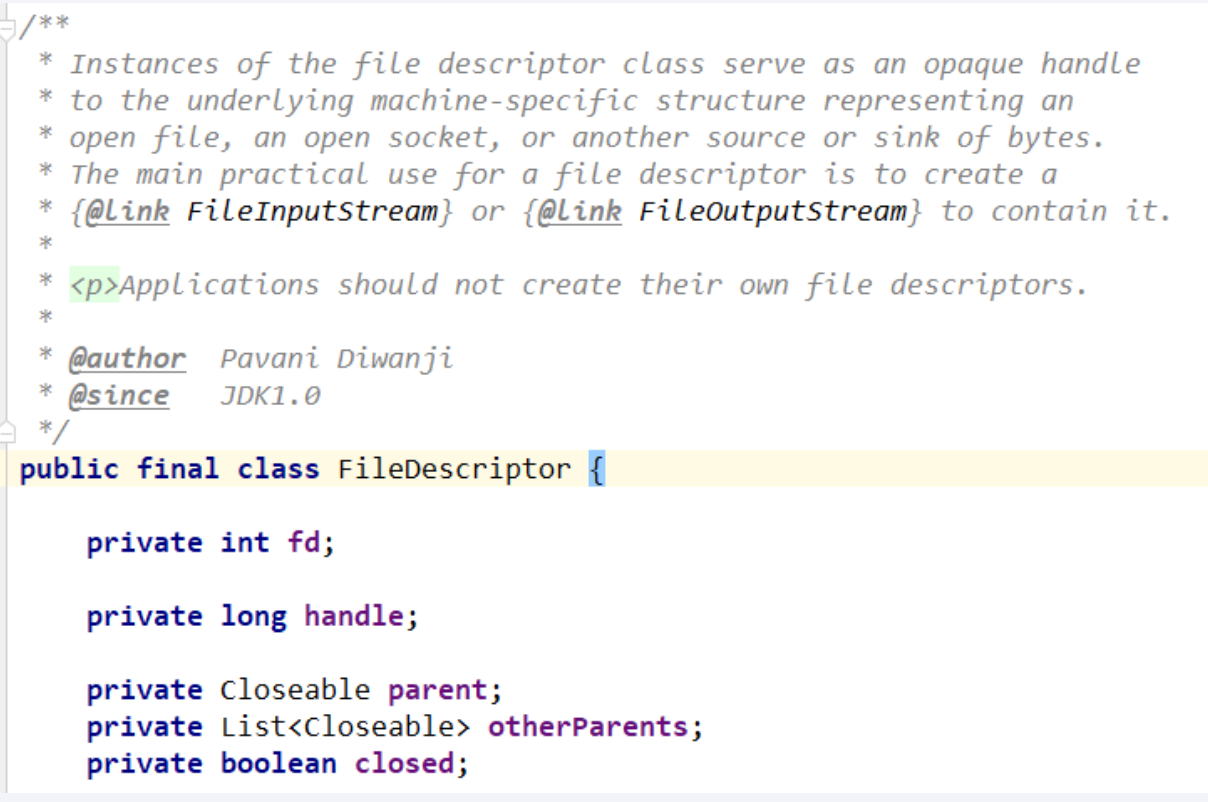 /**
 * Instances of the file descriptor class serve as an opaque handle
 * to the underlying machine-specific structure representing an
 * open file, an open socket, or another source or sink of bytes.
 * The main practical use for a file descriptor is to create a
 * {@link FileInputStream} or {@link FileOutputStream} to contain it.
 *
 * <p>Applications should not create their own file descriptors.
 *
 * @author  Pavani Diwanji
 * @since   JDK1.0
 */
public final class FileDescriptor {
    private int fd;
    private long handle;
    private Closeable parent;
    private List<Closeable> otherParents;
    private boolean closed;